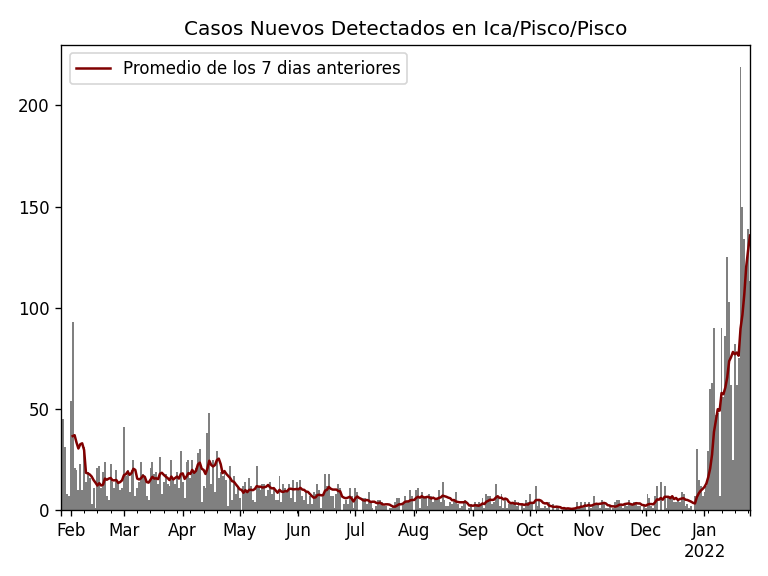 Casos Nuevos Detectados en Ica/Pisco/Pisco
Promedio de los 7 dias anteriores
200
150
100
50
0
Feb Mar Apr May Jun Jul Aug Sep Oct Nov Dec Jan
2022